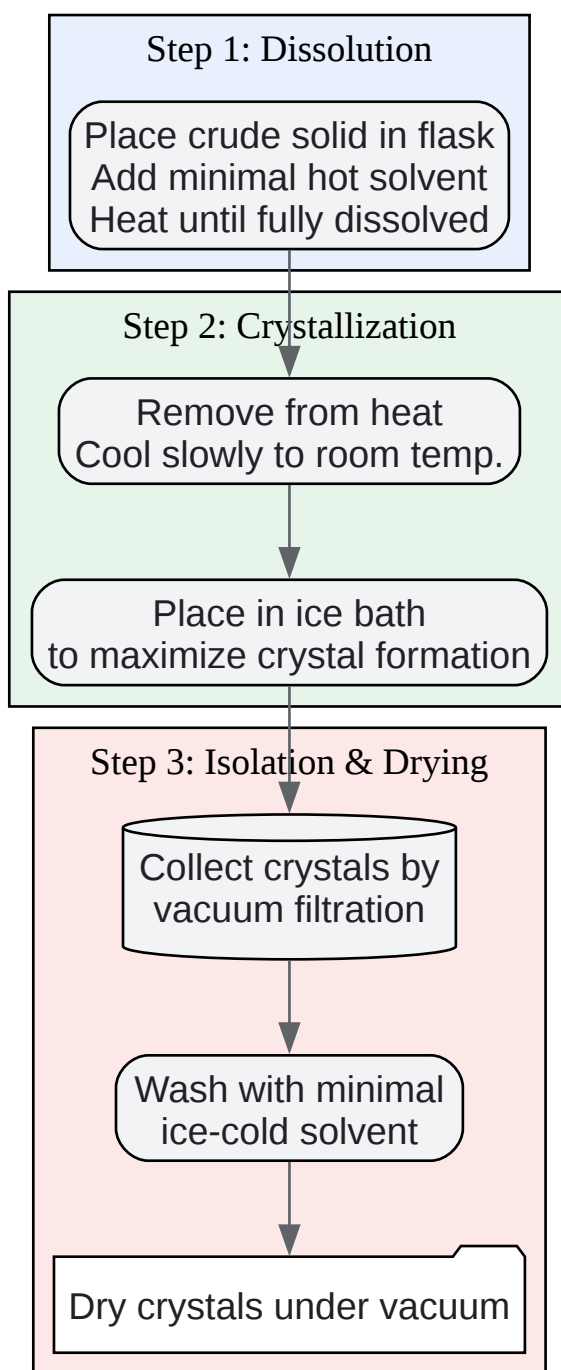 Step 1: Dissolution
Place crude solid in flask
Add minimal hot solvent
Heat until fully dissolved
Step 2: Crystallization
Remove from heat
Cool slowly to room temp.
Place in ice bath
to maximize crystal formation
Step 3: Isolation & Drying
Collect crystals by
vacuum filtration
Wash with minimal
ice-cold solvent
Dry crystals under vacuum